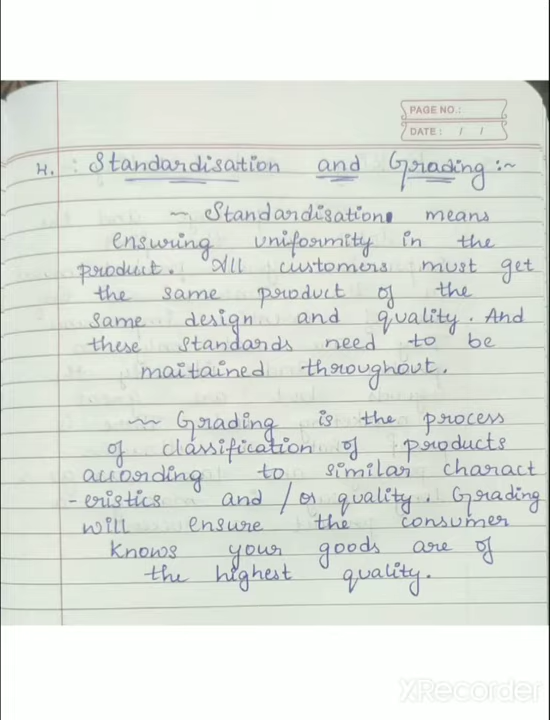 PAGE NO.:
DATE: / /
4. : Standardisation and Grading :~
~ Standardisation means
ensuring uniformity in the
product. All customers must get
the same product of the
same design and quality. And
these standards need to be
maitained throughout.
~~ Grading is the process
of classification of products
according to similar charact
-eristics and /or quality. Grading
will ensure the consumer
knows your goods are of
the highest quality.
XRecorder